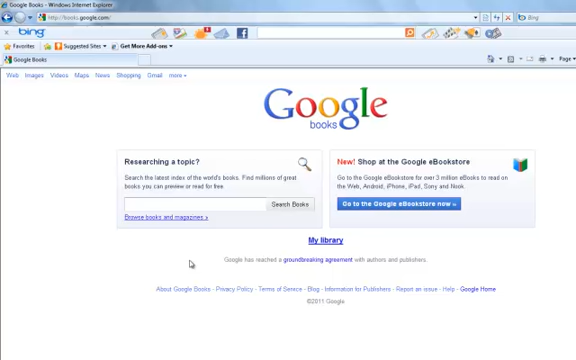 Google Books - Windows Internet Explorer
http://books.google.com/
Bing
bing
Favorites
Suggested Sites
Get More Add-ons
Google Books
Page
Web Images Videos Maps News Shopping Gmail more
Google
books
Researching a topic?
Search the latest index of the world's books. Find millions of great
books you can preview or read for free.
Search Books
Browse books and magazines »
New! Shop at the Google eBookstore
Go to the Google eBookstore for over 3 million eBooks to read on
the Web, Android, iPhone, iPad, Sony and Nook.
Go to the Google eBookstore now »
My library
Google has reached a groundbreaking agreement with authors and publishers.
About Google Books - Privacy Policy - Terms of Service - Blog - Information for Publishers - Report an issue - Help - Google Home
©2011 Google